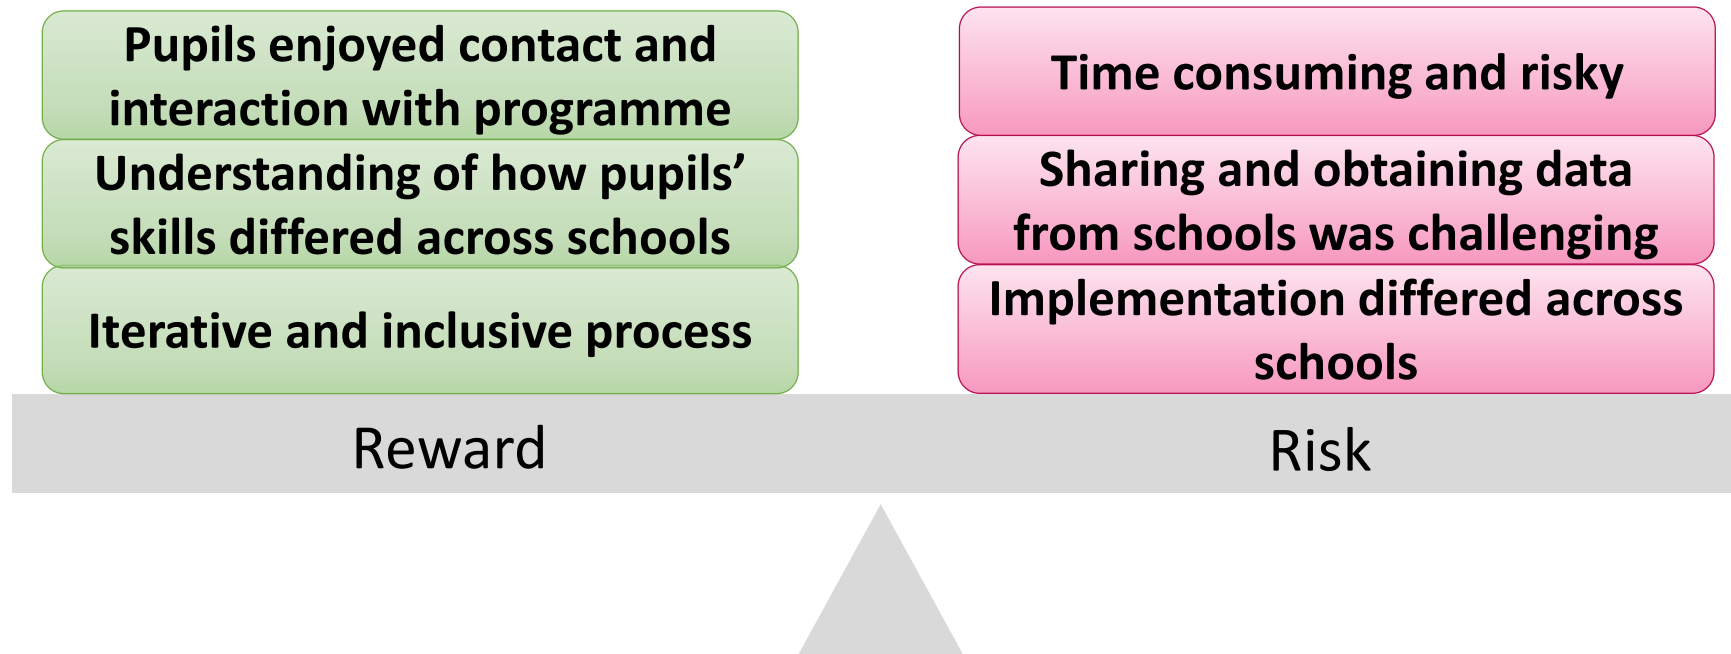 Pupils enjoyed contact and
interaction with programme
Understanding of how pupils’
skills differed across schools
Iterative and inclusive process
Reward
Time consuming and risky
Sharing and obtaining data
from schools was challenging
Implementation differed across
schools
Risk